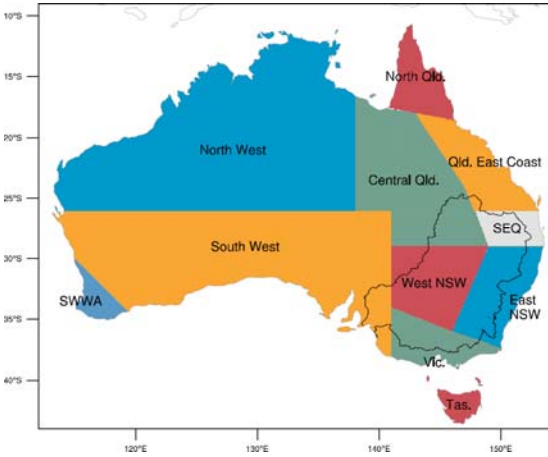 10°S
North Qld.
15°S
20°S
North West
Qld. East Coast
Central Qld.
25°S
SEQ
South West
30°S
West NSW
SWWA
East
NSW
35°S
Vic.
40°S
Tas.
120°E
130°E
140°E
150°E